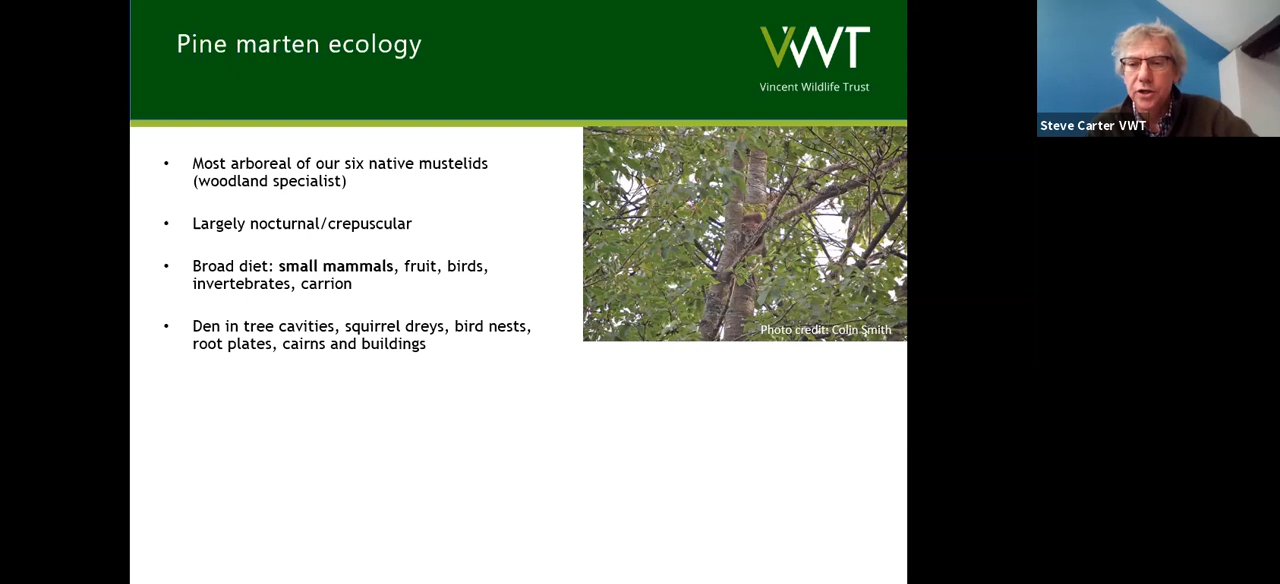 Pine marten ecology
VWT
Vincent Wildlife Trust
Steve Carter VWT
• Most arboreal of our six native mustelids
(woodland specialist)
• Largely nocturnal/crepuscular
• Broad diet: small mammals, fruit, birds,
invertebrates, carrion
• Den in tree cavities, squirrel dreys, bird nests,
root plates, cairns and buildings
Photo credit: Colin Smith